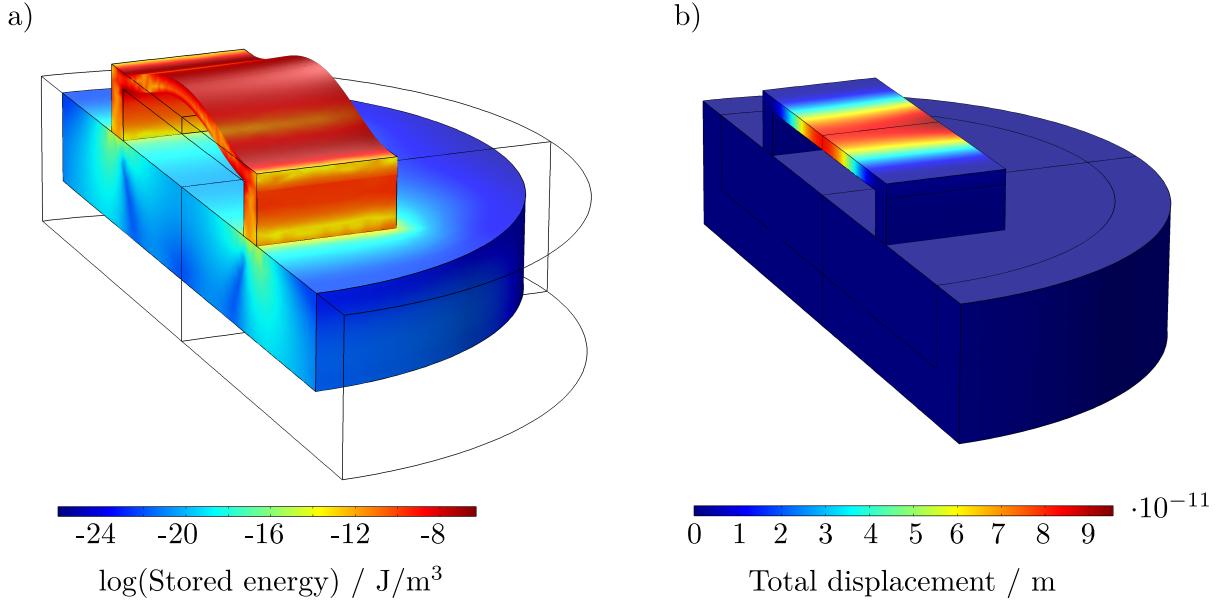 a)
b)
-24 -20 -16 -12 -8
log(Stored energy) / J/m³
0 1 2 3 4 5 6 7 8 9 ·10⁻¹¹
Total displacement / m